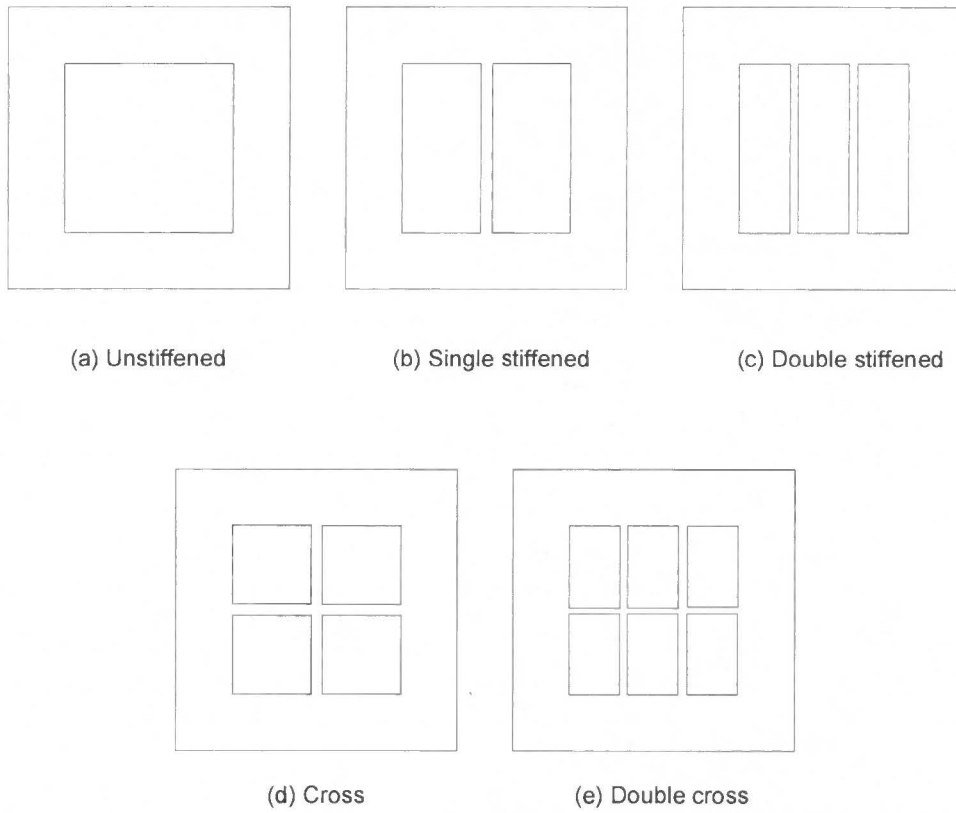 (a) Unstiffened
(b) Single stiffened
(c) Double stiffened
(d) Cross
(e) Double cross